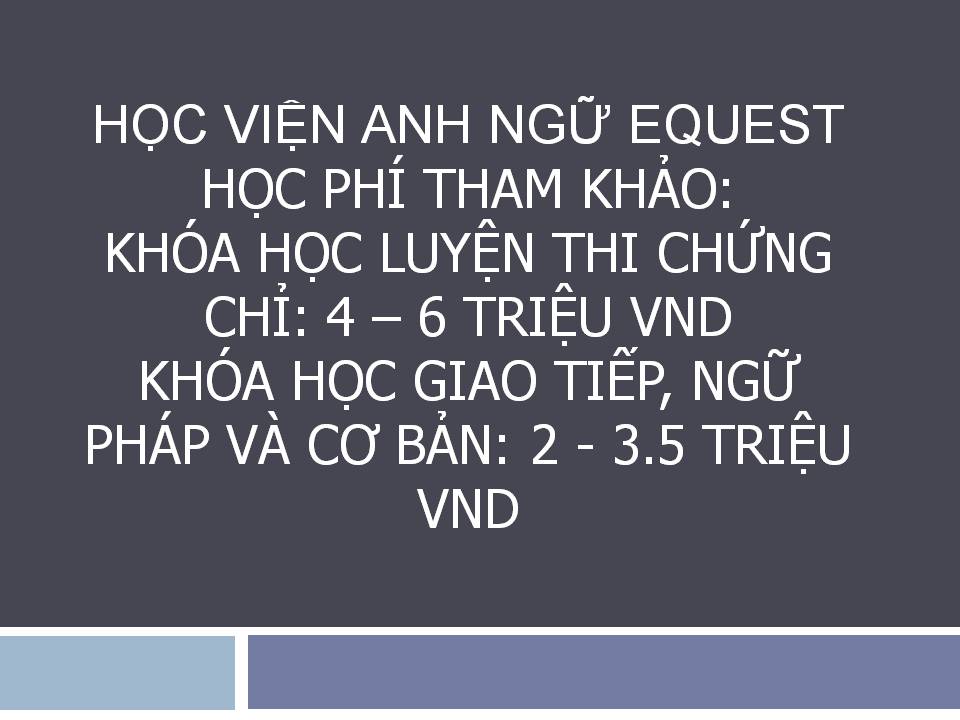 HỌC VIỆN ANH NGỮ EQUEST
HỌC PHÍ THAM KHẢO:
KHÓA HỌC LUYỆN THI CHỨNG
CHỈ: 4 – 6 TRIỆU VND
KHÓA HỌC GIAO TIẾP, NGỮ
PHÁP VÀ CƠ BẢN: 2 - 3.5 TRIỆU
VND